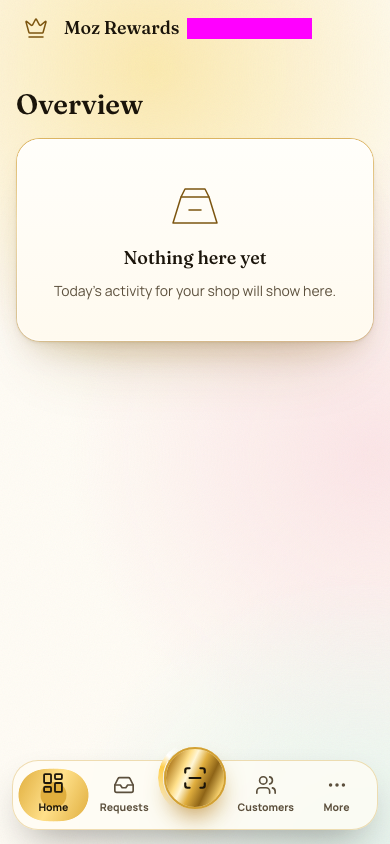 Moz Rewards
Overview
Nothing here yet
Today's activity for your shop will show here.
Home
Requests
Customers
More